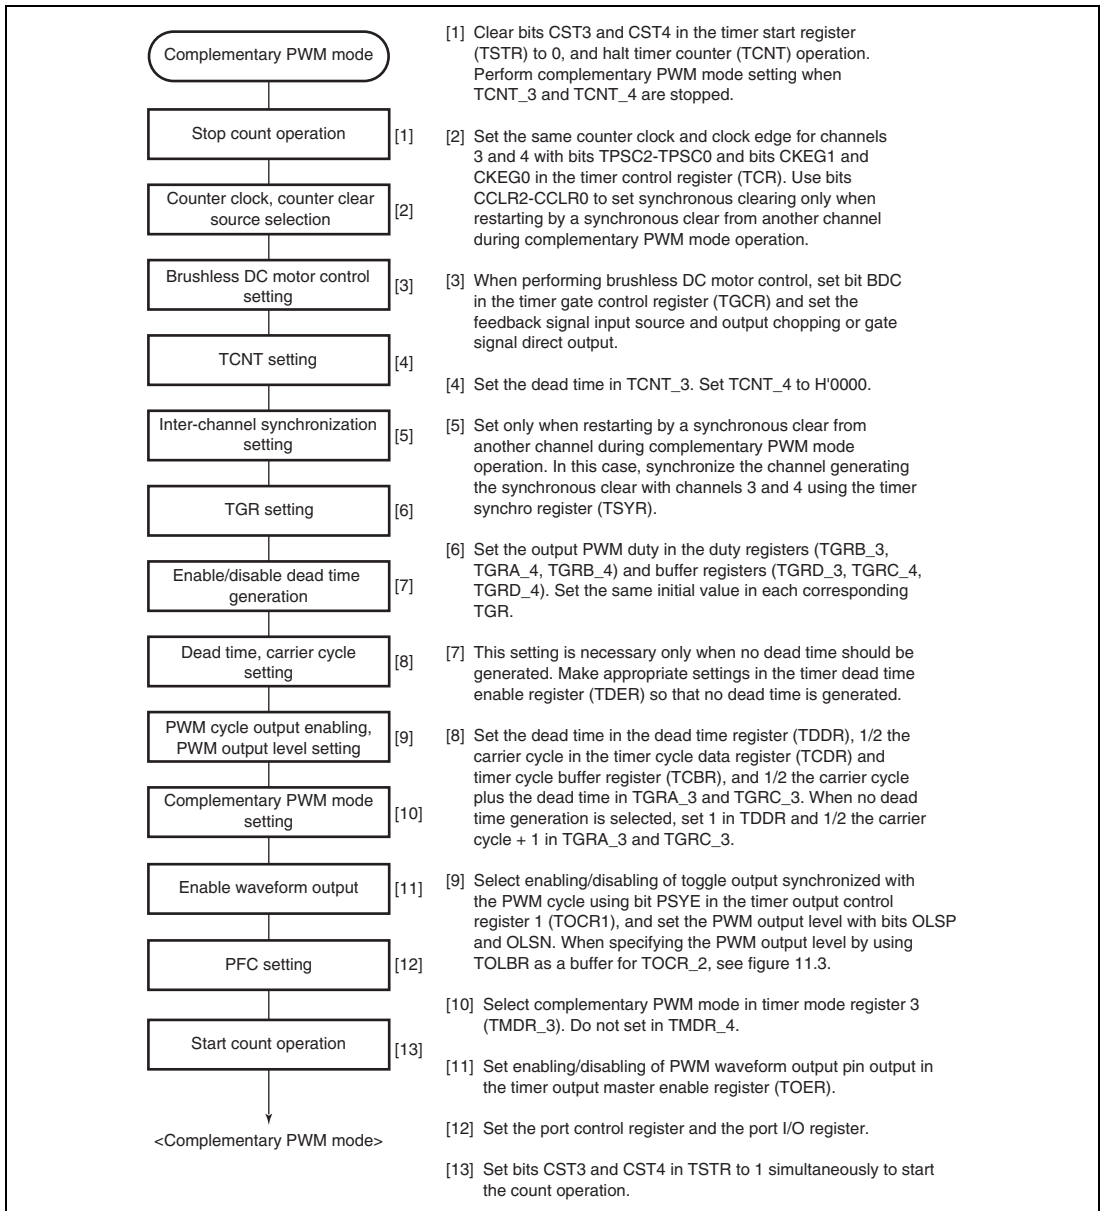 Complementary PWM mode
Stop count operation
[1]
Counter clock, counter clear
source selection
[2]
Brushless DC motor control
setting
[3]
TCNT setting
[4]
Inter-channel synchronization
setting
[5]
TGR setting
[6]
Enable/disable dead time
generation
[7]
Dead time, carrier cycle
setting
[8]
PWM cycle output enabling,
PWM output level setting
[9]
Complementary PWM mode
setting
[10]
Enable waveform output
[11]
PFC setting
[12]
Start count operation
[13]
<Complementary PWM mode>
[1] Clear bits CST3 and CST4 in the timer start register
(TSTR) to 0, and halt timer counter (TCNT) operation.
Perform complementary PWM mode setting when
TCNT_3 and TCNT_4 are stopped.
[2] Set the same counter clock and clock edge for channels
3 and 4 with bits TPSC2-TPSC0 and bits CKEG1 and
CKEG0 in the timer control register (TCR). Use bits
CCLR2-CCLR0 to set synchronous clearing only when
restarting by a synchronous clear from another channel
during complementary PWM mode operation.
[3] When performing brushless DC motor control, set bit BDC
in the timer gate control register (TGCR) and set the
feedback signal input source and output chopping or gate
signal direct output.
[4] Set the dead time in TCNT_3. Set TCNT_4 to H'0000.
[5] Set only when restarting by a synchronous clear from
another channel during complementary PWM mode
operation. In this case, synchronize the channel generating
the synchronous clear with channels 3 and 4 using the timer
synchro register (TSYR).
[6] Set the output PWM duty in the duty registers (TGRB_3,
TGRA_4, TGRB_4) and buffer registers (TGRD_3, TGRC_4,
TGRD_4). Set the same initial value in each corresponding
TGR.
[7] This setting is necessary only when no dead time should be
generated. Make appropriate settings in the timer dead time
enable register (TDER) so that no dead time is generated.
[8] Set the dead time in the dead time register (TDDR), 1/2 the
carrier cycle in the timer cycle data register (TCDR) and
timer cycle buffer register (TCBR), and 1/2 the carrier cycle
plus the dead time in TGRA_3 and TGRC_3. When no dead
time generation is selected, set 1 in TDDR and 1/2 the carrier
cycle + 1 in TGRA_3 and TGRC_3.
[9] Select enabling/disabling of toggle output synchronized with
the PWM cycle using bit PSYE in the timer output control
register 1 (TOCR1), and set the PWM output level with bits OLSP
and OLSN. When specifying the PWM output level by using
TOLBR as a buffer for TOCR_2, see figure 11.3.
[10] Select complementary PWM mode in timer mode register 3
(TMDR_3). Do not set in TMDR_4.
[11] Set enabling/disabling of PWM waveform output pin output in
the timer output master enable register (TOER).
[12] Set the port control register and the port I/O register.
[13] Set bits CST3 and CST4 in TSTR to 1 simultaneously to start
the count operation.